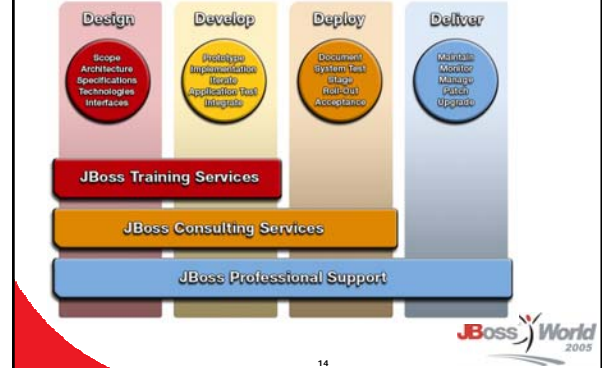 Design
Scope
Architecture
Specifications
Technologies
Interfaces
Develop
Prototype
Implementation
Iterate
Application Test
Integrate
Deploy
Document
System Test
Stage
Roll-Out
Acceptance
Deliver
Maintain
Monitor
Manage
Patch
Upgrade
JBoss Training Services
JBoss Consulting Services
JBoss Professional Support
JBoss World
2005
14